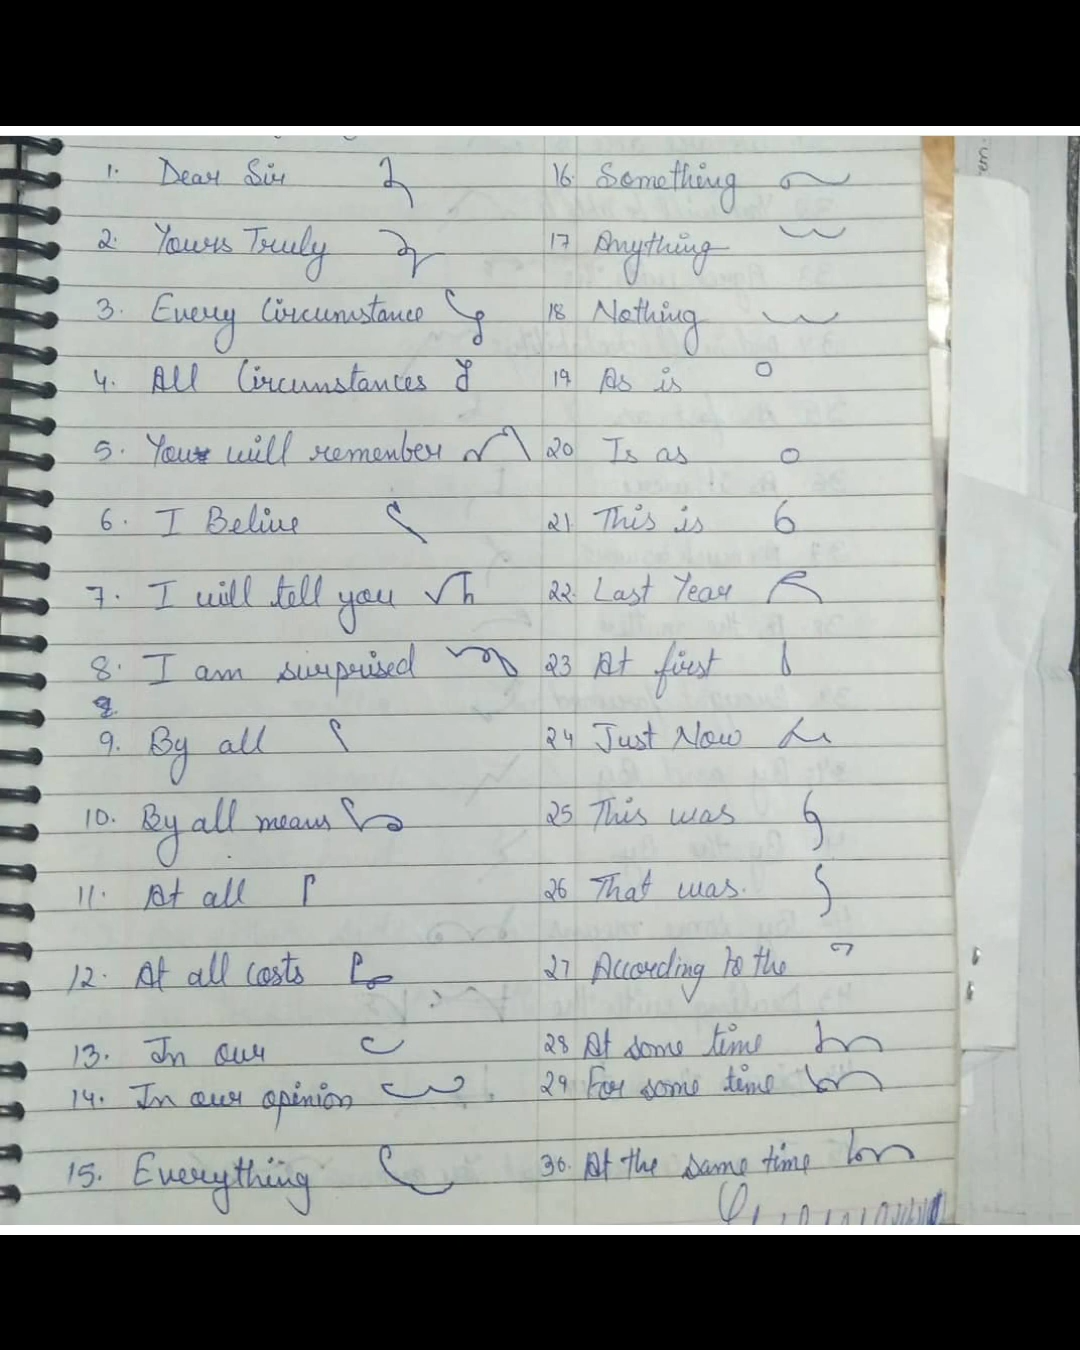 1. Dear Sir
2. Yours Truly
3. Every Circumstance
4. All Circumstances
5. You will remember
6. I Belive
7. I will tell you
8. I am surprised
9. By all
10. By all means
11. At all
12. At all costs
13. In our
14. In our opinion
15. Everything
16. Something
17 Anything
18 Nothing
19 As is
20 Is as
21. This is
22. Last Year
23 At first
24 Just Now
25 This was
26 That was.
27 According to the
28 At some time
29. For some time
30. At the same time